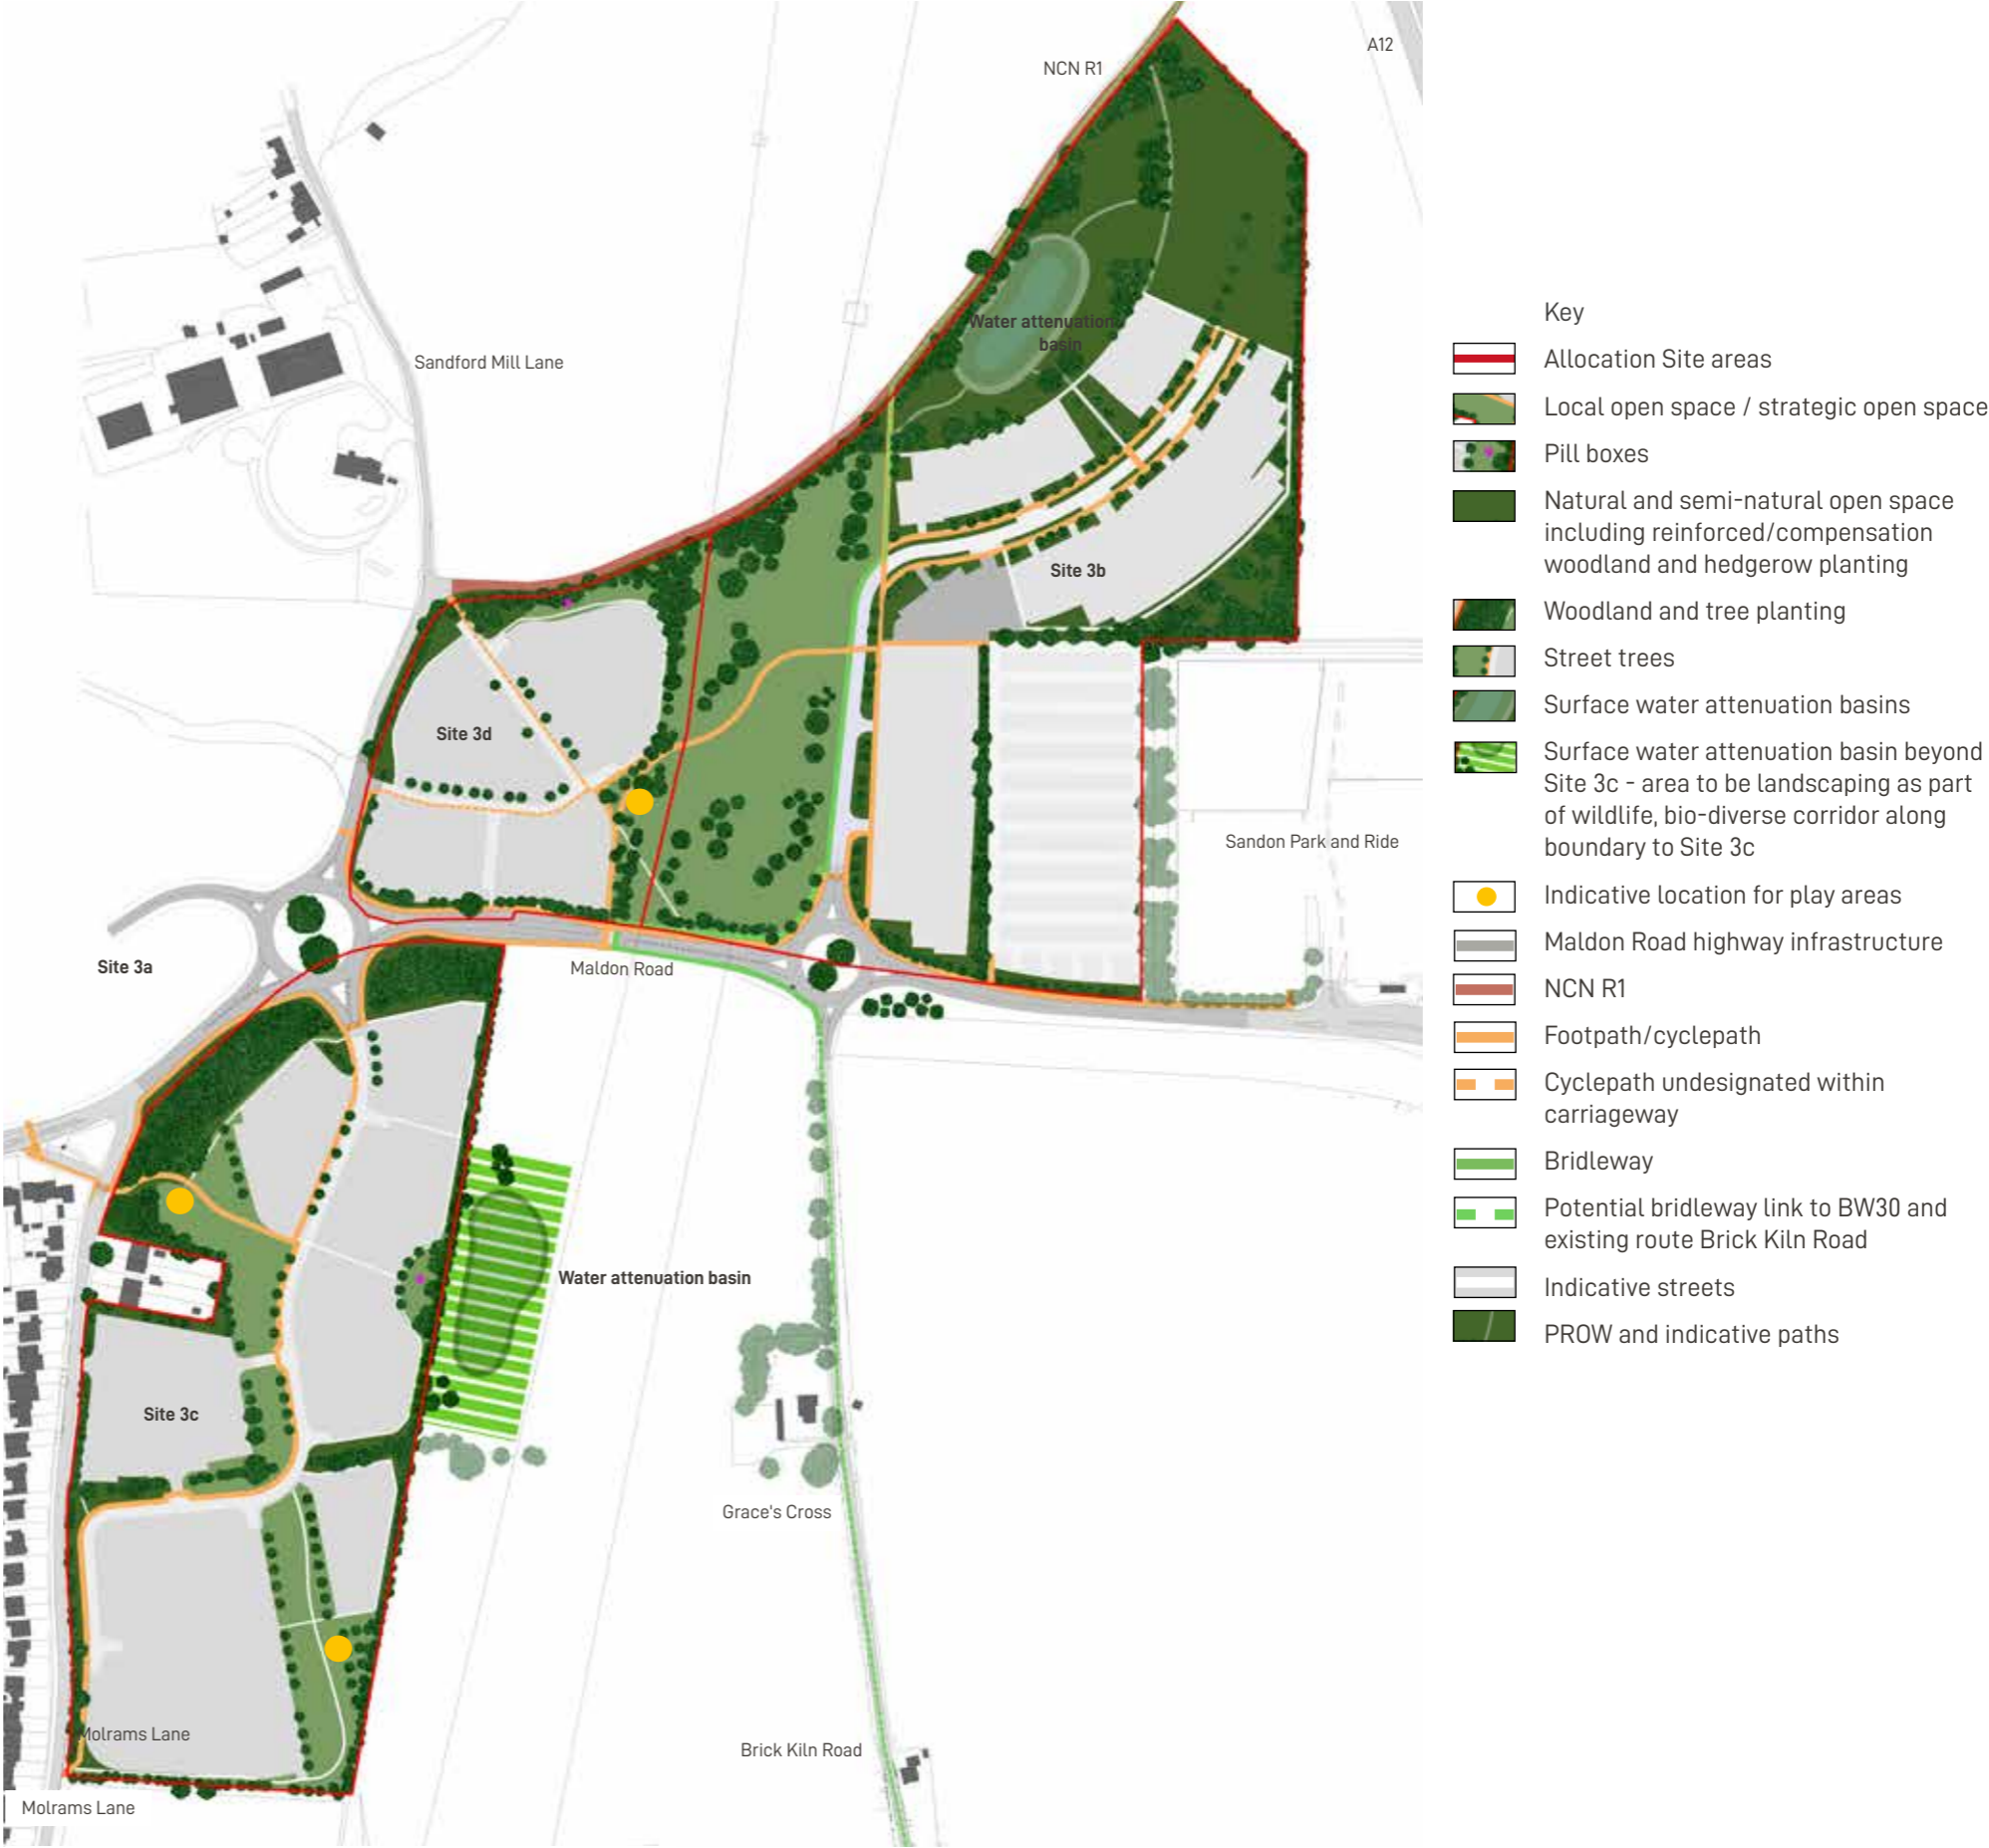 A12
NCN R1
Water attenuation
basin
Sandford Mill Lane
Site 3b
Site 3d
Sandon Park and Ride
Site 3a
Maldon Road
Water attenuation basin
Site 3c
Grace's Cross
Molrams Lane
Brick Kiln Road
Molrams Lane
Key
Allocation Site areas
Local open space / strategic open space
Pill boxes
Natural and semi-natural open space
including reinforced/compensation
woodland and hedgerow planting
Woodland and tree planting
Street trees
Surface water attenuation basins
Surface water attenuation basin beyond
Site 3c - area to be landscaping as part
of wildlife, bio-diverse corridor along
boundary to Site 3c
Indicative location for play areas
Maldon Road highway infrastructure
NCN R1
Footpath/cyclepath
Cyclepath undesignated within
carriageway
Bridleway
Potential bridleway link to BW30 and
existing route Brick Kiln Road
Indicative streets
PROW and indicative paths